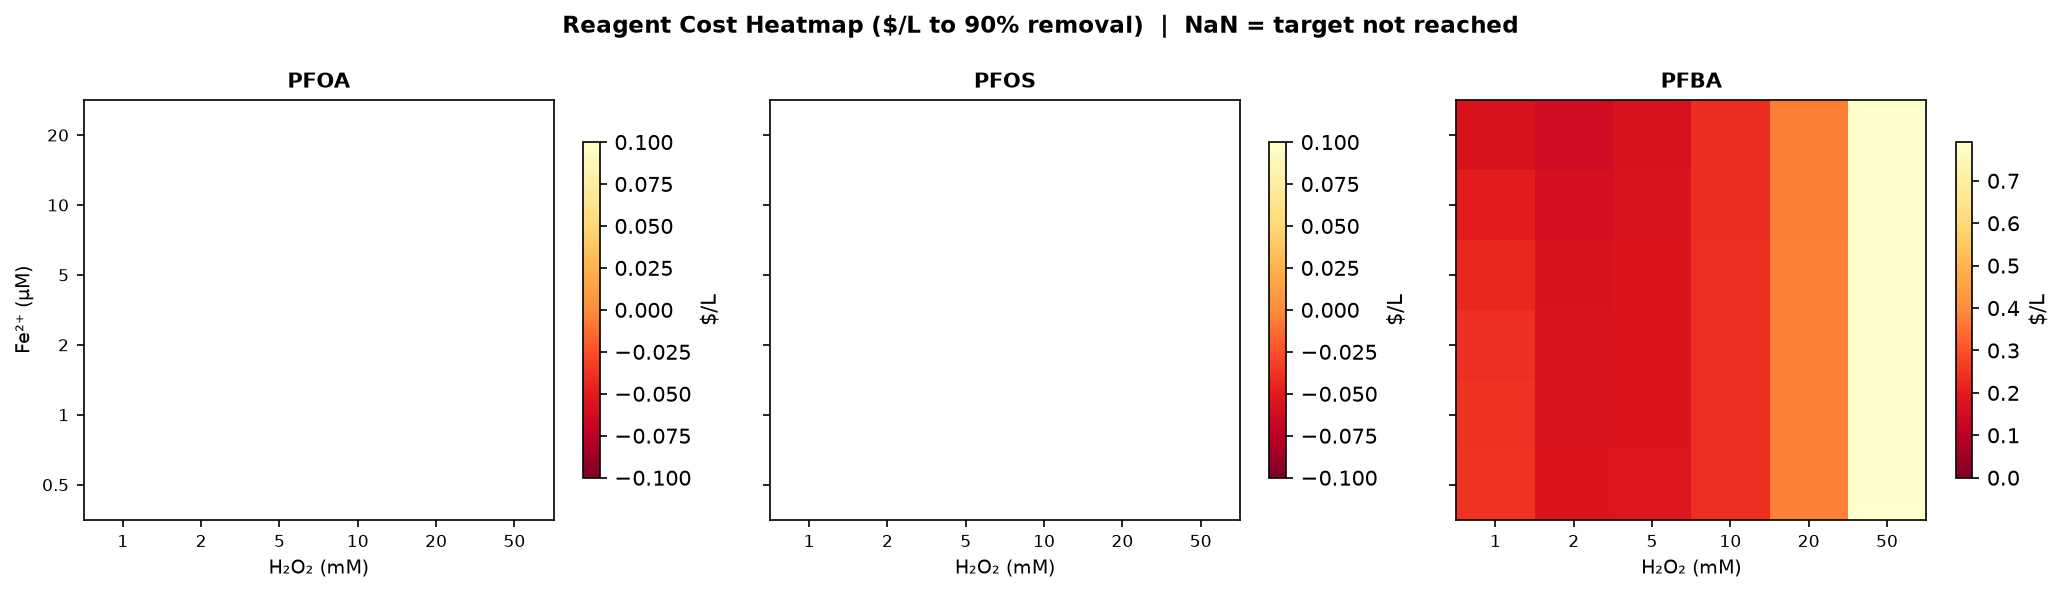 Reagent Cost Heatmap ($/L to 90% removal)  |  NaN = target not reached
PFOA
20
10
5
2
1
0.5
Fe²⁺ (µM)
1 2 5 10 20 50
H₂O₂ (mM)
0.100
0.075
0.050
0.025
0.000
−0.025
−0.050
−0.075
−0.100
$/L
PFOS
1 2 5 10 20 50
H₂O₂ (mM)
0.100
0.075
0.050
0.025
0.000
−0.025
−0.050
−0.075
−0.100
$/L
PFBA
1 2 5 10 20 50
H₂O₂ (mM)
0.7
0.6
0.5
0.4
0.3
0.2
0.1
0.0
$/L